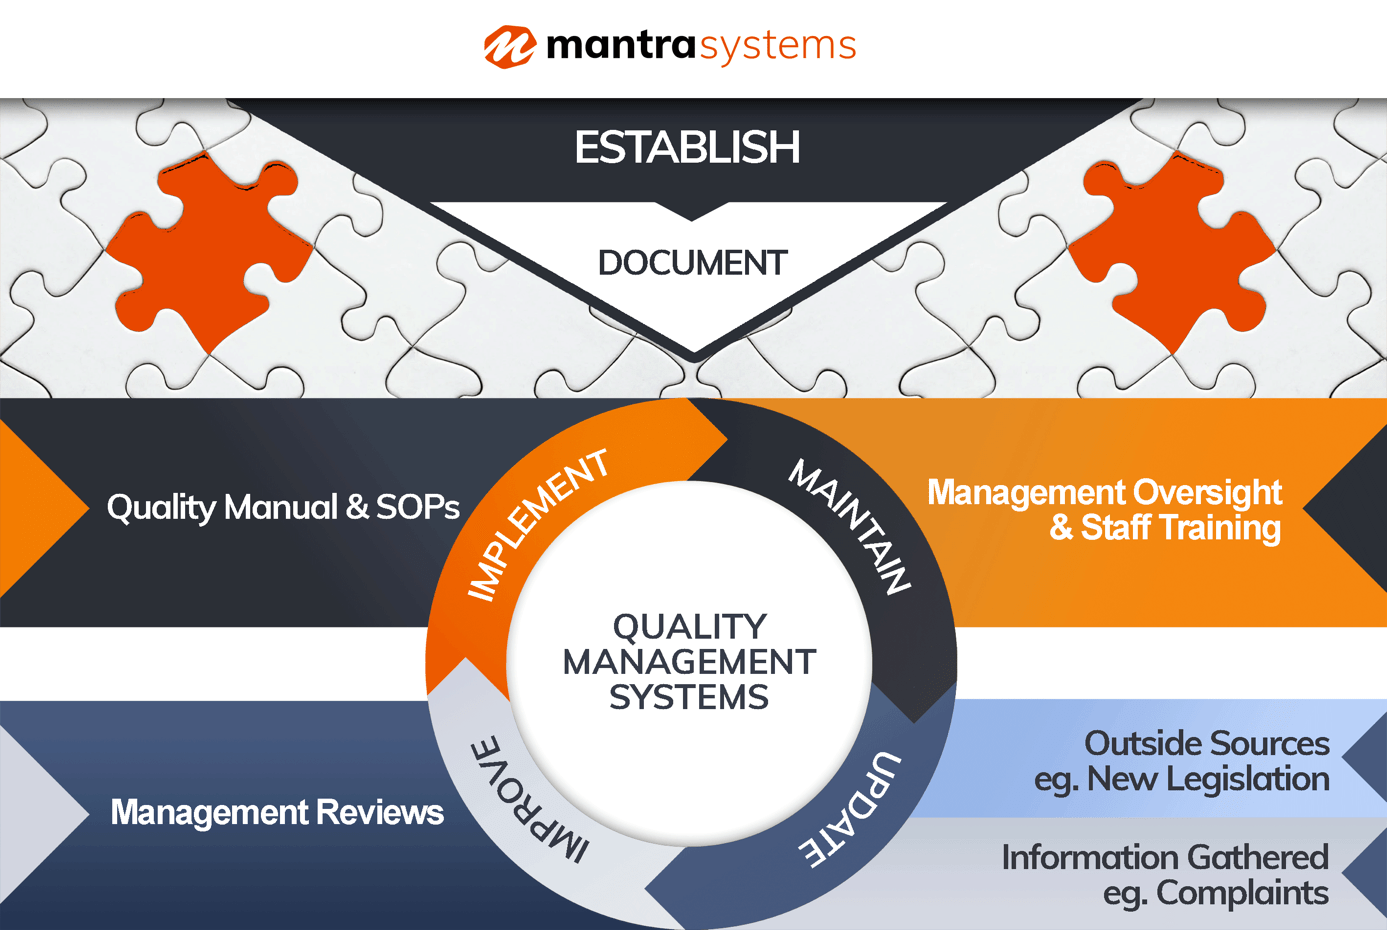 mantrasystems
ESTABLISH
DOCUMENT
Quality Manual & SOPs
IMPLEMENT
MAINTAIN
Management Oversight
& Staff Training
QUALITY
MANAGEMENT
SYSTEMS
Management Reviews
IMPROVE
UPDATE
Outside Sources
eg. New Legislation
Information Gathered
eg. Complaints